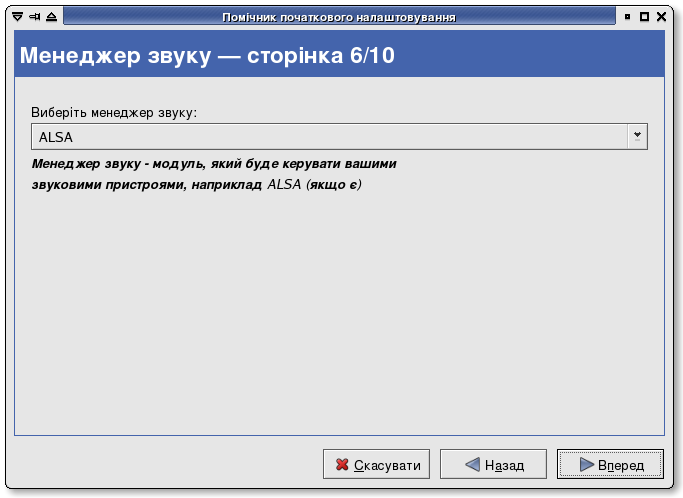 Помічник початкового налаштовування
Менеджер звуку — сторінка 6/10
Виберіть менеджер звуку:
ALSA
Менеджер звуку - модуль, який буде керувати вашими
звуковими пристроями, наприклад ALSA (якщо є)
Скасувати
Назад
Вперед